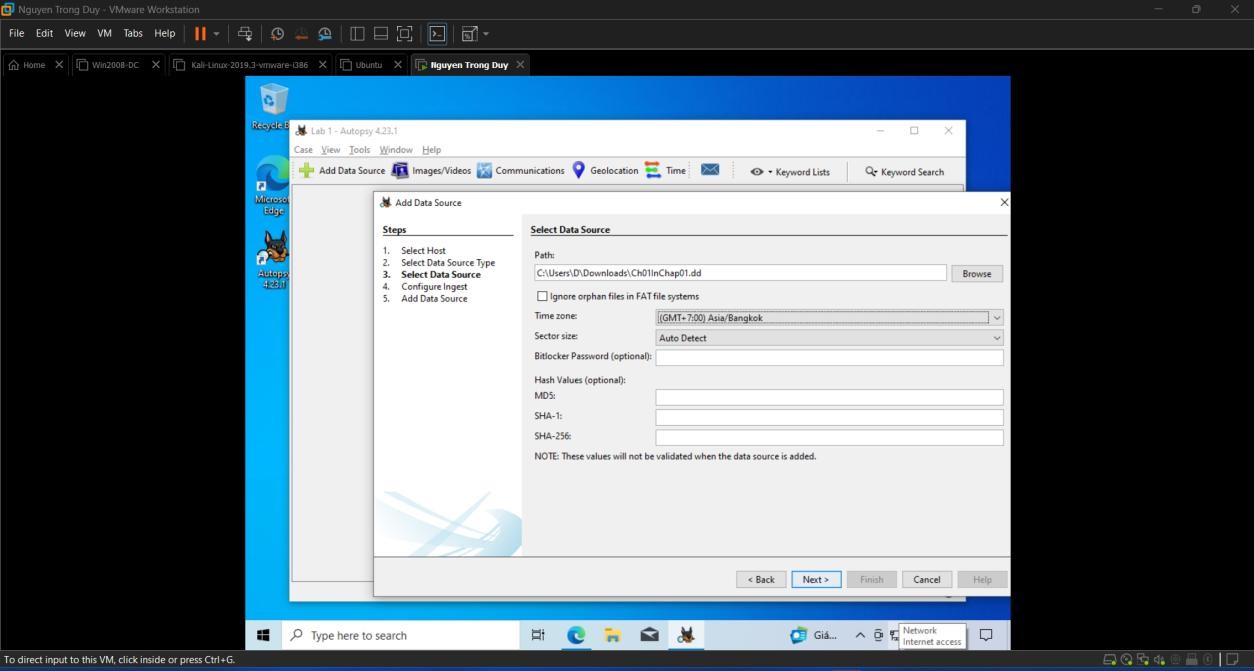 Nguyen Trong Duy - VMware Workstation
File Edit View VM Tabs Help
Home Win2008-DC Kali-Linux-2019.3-vmware-i386 Ubuntu Nguyen Trong Duy
Recycle B
Microsof
Edge
Autopsy
4.23.1
Lab 1 - Autopsy 4.23.1
Case View Tools Window Help
Add Data Source Images/Videos Communications Geolocation Time Keyword Lists Keyword Search
Add Data Source
Steps
1. Select Host
2. Select Data Source Type
3. Select Data Source
4. Configure Ingest
5. Add Data Source
Select Data Source
Path:
C:\Users\D\Downloads\Ch01InChap01.dd Browse
Ignore orphan files in FAT file systems
Time zone: (GMT+7:00) Asia/Bangkok
Sector size: Auto Detect
Bitlocker Password (optional):
Hash Values (optional):
MD5:
SHA-1:
SHA-256:
NOTE: These values will not be validated when the data source is added.
< Back Next > Finish Cancel Help
Type here to search Giá...
Network
Internet access
To direct input to this VM, click inside or press Ctrl+G.